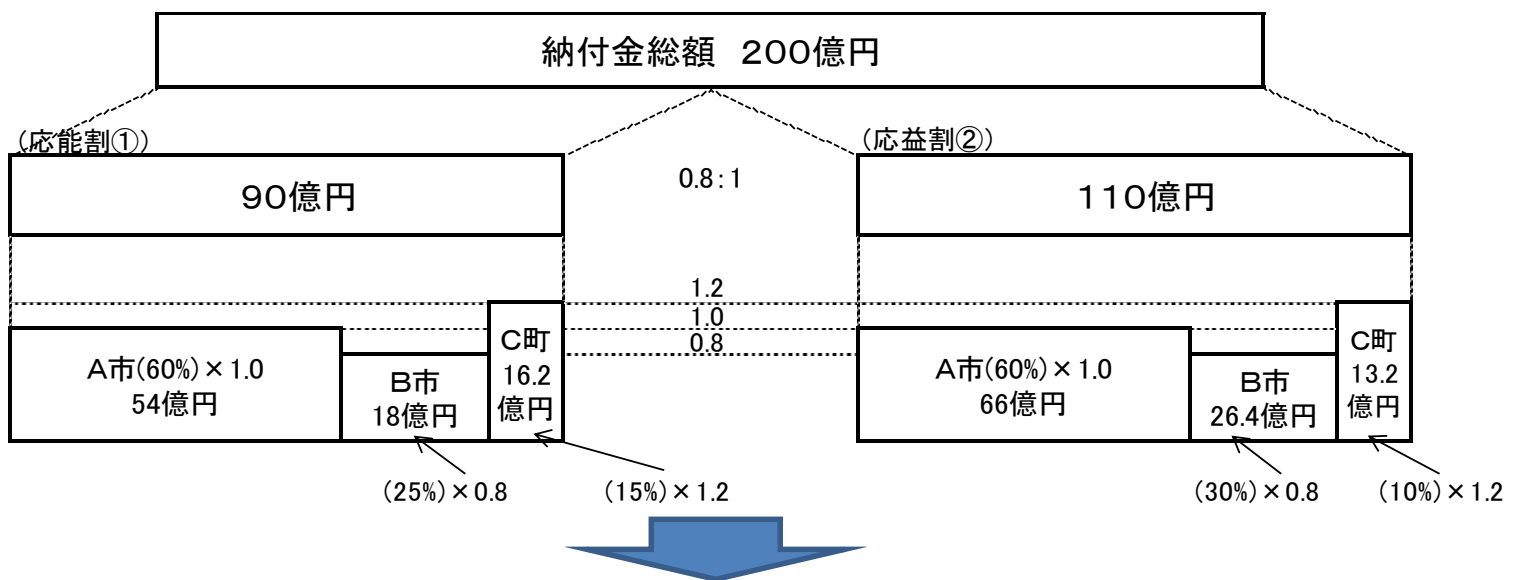 納付金総額 200億円
(応能割①)
(応益割②)
90億円
0.8:1
110億円
1.2
1.0
0.8
A市(60%)×1.0
54億円
B市
18億円
C町
16.2
億円
A市(60%)×1.0
66億円
B市
26.4億円
C町
13.2
億円
(25%)×0.8
(15%)×1.2
(30%)×0.8
(10%)×1.2